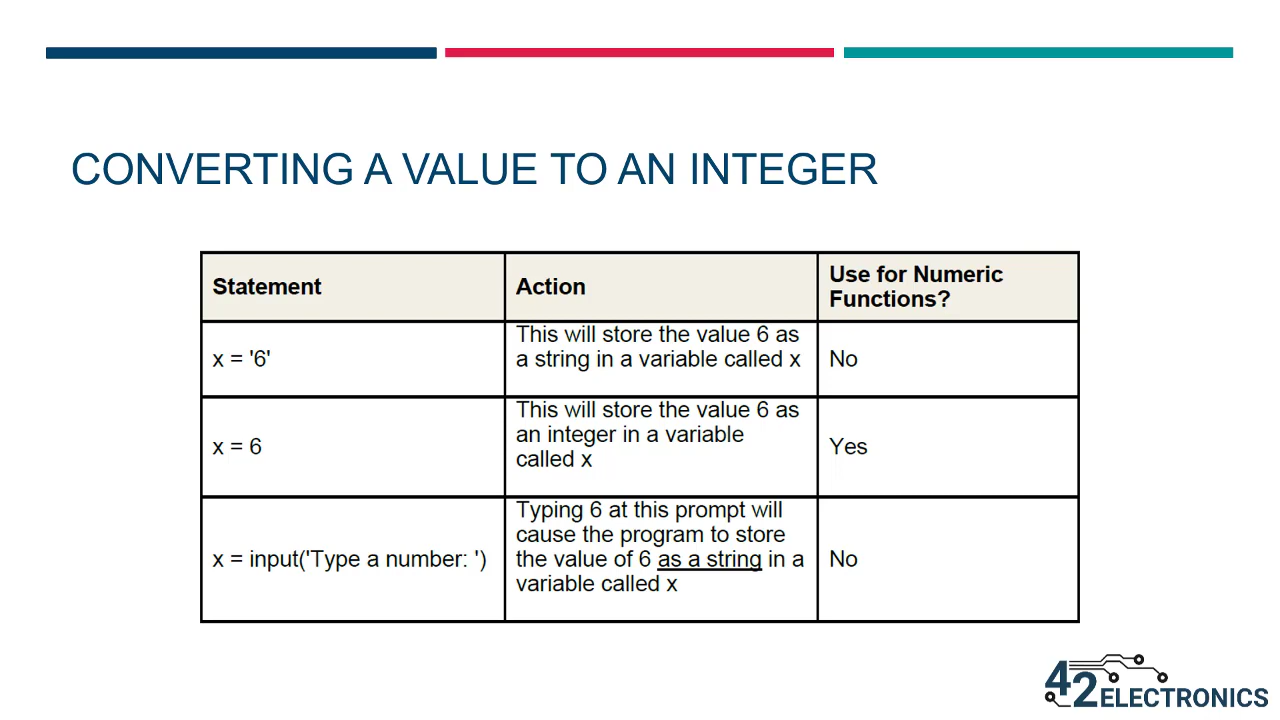 CONVERTING A VALUE TO AN INTEGER
Statement
Action
Use for Numeric
Functions?
x = '6'
This will store the value 6 as
a string in a variable called x
No
x = 6
This will store the value 6 as
an integer in a variable
called x
Yes
x = input('Type a number: ')
Typing 6 at this prompt will
cause the program to store
the value of 6 as a string in a
variable called x
No
42 ELECTRONICS